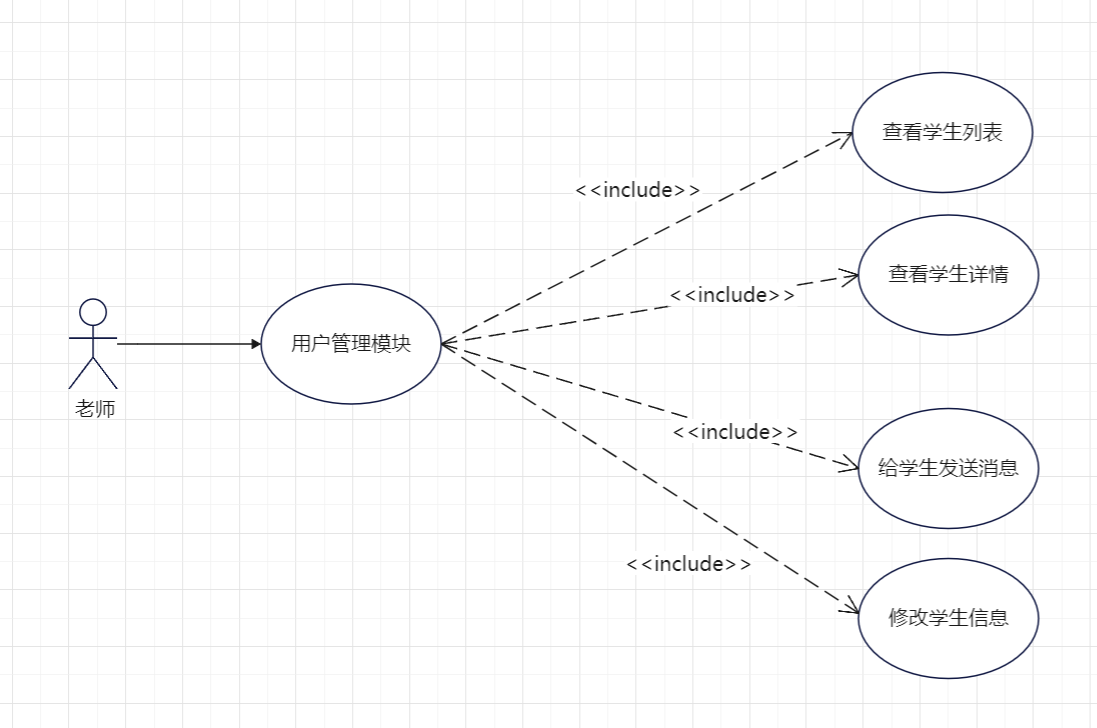 查看学生列表
<<include>>
查看学生详情
<<include>>
用户管理模块
老师
<<include>>
给学生发送消息
<<include>>
修改学生信息